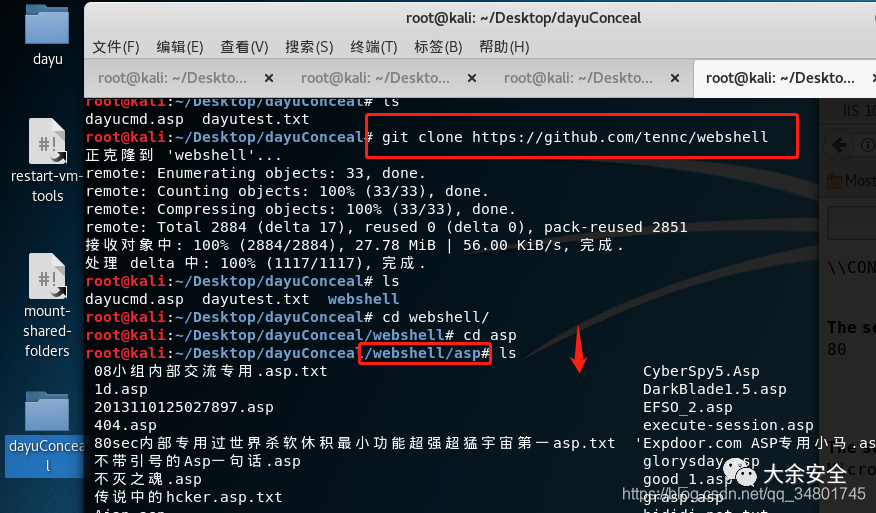 root@kali: ~/Desktop/dayuConceal
文件(F) 编辑(E) 查看(V) 搜索(S) 终端(T) 标签(B) 帮助(H)
root@kali: ~/Deskto... × root@kali: ~/Deskto... × root@kali: ~/Deskto... × root@kali: ~/Deskto... ×
root@kali:~/Desktop/dayuConceal# ls
dayucmd.asp dayutest.txt
root@kali:~/Desktop/dayuConceal# git clone https://github.com/tennc/webshell
正克隆到 'webshell'...
remote: Enumerating objects: 33, done.
remote: Counting objects: 100% (33/33), done.
remote: Compressing objects: 100% (33/33), done.
remote: Total 2884 (delta 17), reused 0 (delta 0), pack-reused 2851
接收对象中: 100% (2884/2884), 27.78 MiB | 56.00 KiB/s, 完成.
处理 delta 中: 100% (1117/1117), 完成.
root@kali:~/Desktop/dayuConceal# ls
dayucmd.asp dayutest.txt webshell
root@kali:~/Desktop/dayuConceal# cd webshell/
root@kali:~/Desktop/dayuConceal/webshell# cd asp
root@kali:~/Desktop/dayuConceal/webshell/asp# ls
08小组内部交流专用.asp.txt CyberSpy5.Asp
1d.asp DarkBlade1.5.asp
2013110125027897.asp EFSO_2.asp
404.asp execute-session.asp
80sec内部专用过世界杀软休积最小功能超强超猛宇宙第一asp.txt 'Expdoor.com ASP专用小马.as
不带引号的Asp一句话.asp glorysday.asp
不灭之魂.asp good_1.asp
传说中的hcker.asp.txt grasp.asp
dayu
restart-vm-
tools
mount-
shared-
folders
dayuConcea
l
IIS 10
Most
\\CON
The se
80
大余安全
https://blog.csdn.net/qq_34801745